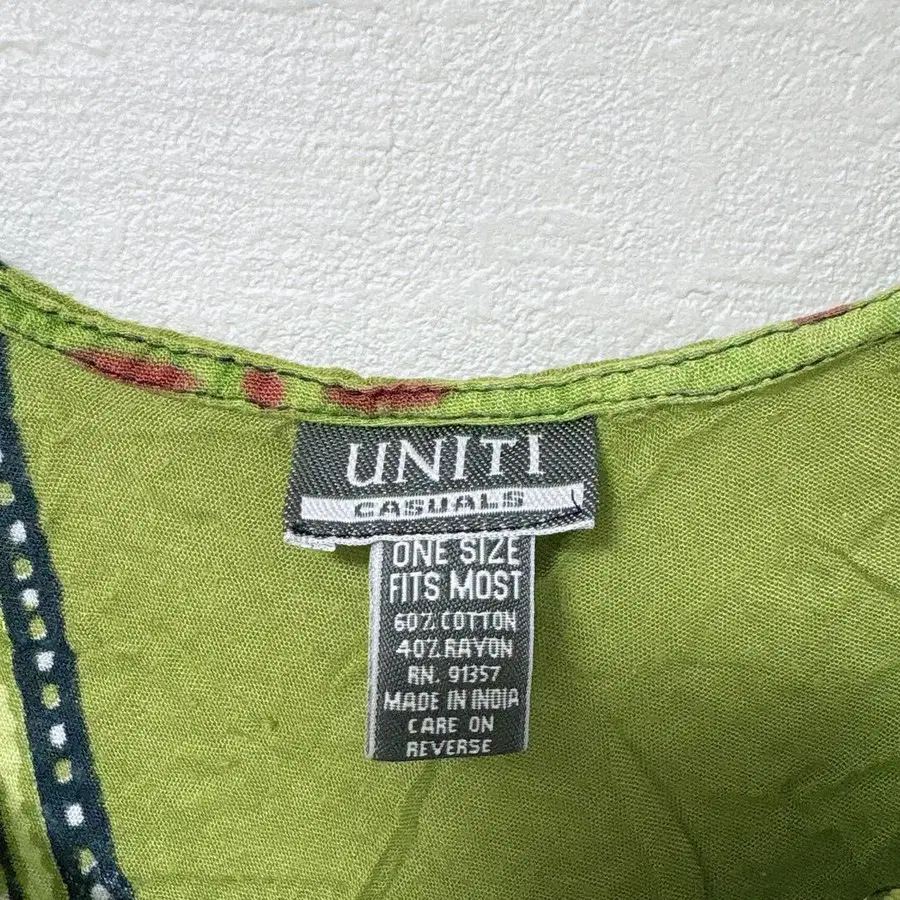 UNITI
CASUALS
ONE SIZE
FITS MOST
60% COTTON
40% RAYON
RN. 91357
MADE IN INDIA
CARE ON
REVERSE